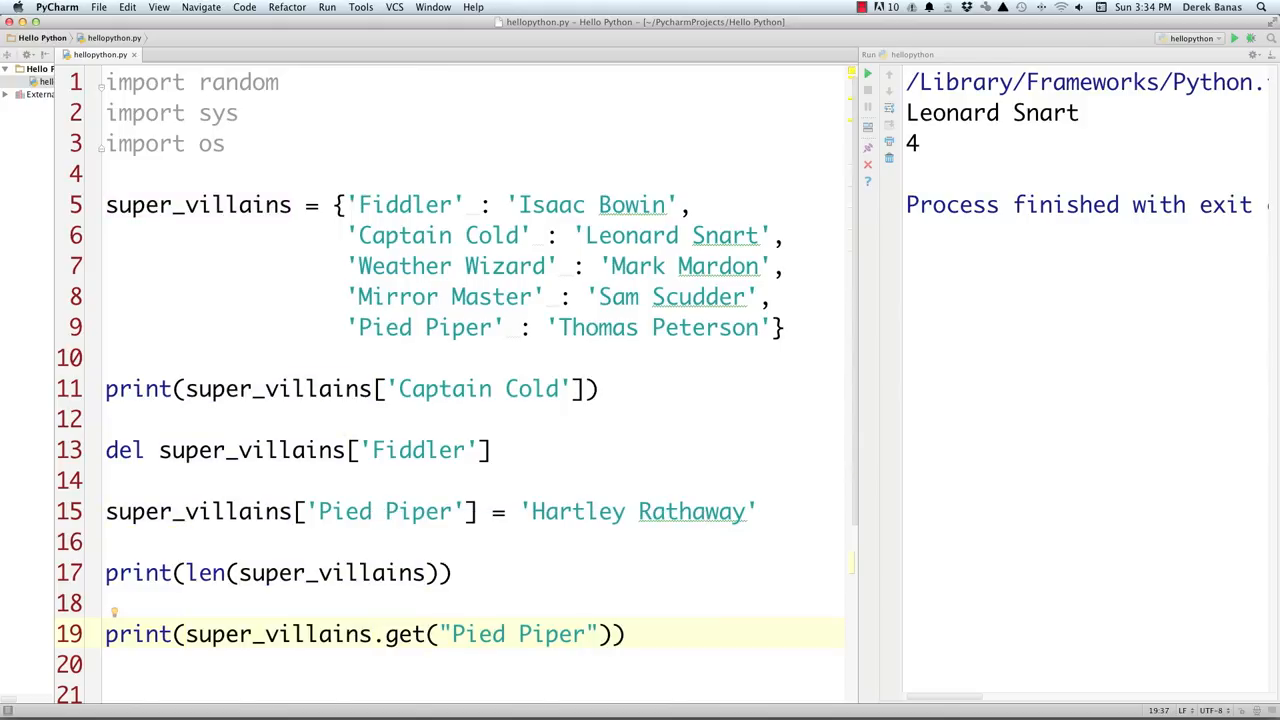 PyCharm File Edit View Navigate Code Refactor Run Tools VCS Window Help 10 Sun 3:34 PM Derek Banas
hellopython.py - Hello Python - [~/PycharmProjects/Hello Python]
Hello Python hellopython.py hellopython
hellopython.py Run hellopython
Hello P
hell
Externa
1 import random
2 import sys
3 import os
4
5 super_villains = {'Fiddler' : 'Isaac Bowin',
6 'Captain Cold' : 'Leonard Snart',
7 'Weather Wizard' : 'Mark Mardon',
8 'Mirror Master' : 'Sam Scudder',
9 'Pied Piper' : 'Thomas Peterson'}
10
11 print(super_villains['Captain Cold'])
12
13 del super_villains['Fiddler']
14
15 super_villains['Pied Piper'] = 'Hartley Rathaway'
16
17 print(len(super_villains))
18
19 print(super_villains.get("Pied Piper"))
20
21
/Library/Frameworks/Python.
Leonard Snart
4
Process finished with exit
19:37 LF UTF-8